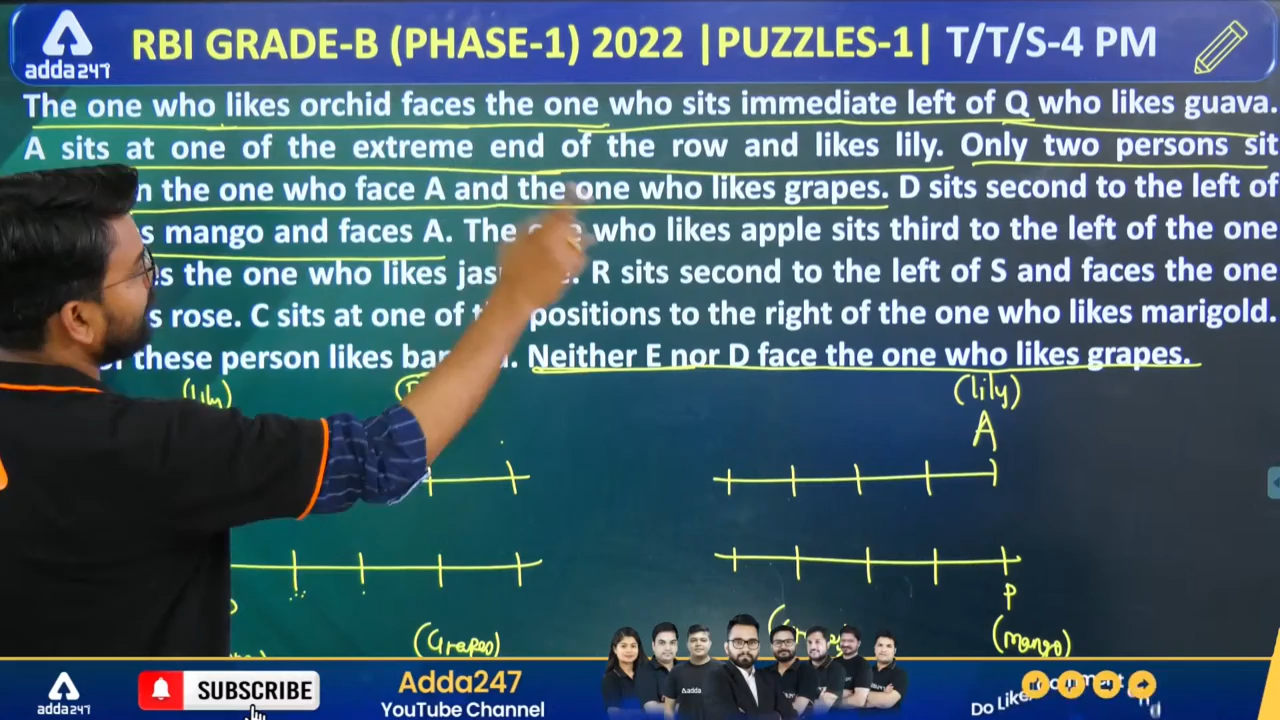 adda247
RBI GRADE-B (PHASE-1) 2022 |PUZZLES-1| T/T/S-4 PM
The one who likes orchid faces the one who sits immediate left of Q who likes guava.
A sits at one of the extreme end of the row and likes lily. Only two persons sit
the one who face A and the one who likes grapes. D sits second to the left of
mango and faces A. The who likes apple sits third to the left of the one
the one who likes R sits second to the left of S and faces the one
rose. C sits at one of positions to the right of the one who likes marigold.
these person likes Neither E nor D face the one who likes grapes.
(lily)
(lily)
A
P
(Grapes)
(mango)
adda247
SUBSCRIBE
Adda247
YouTube Channel
Do Like